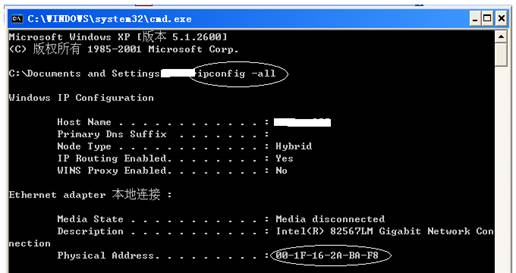 C:\WINDOWS\system32\cmd.exe
Microsoft Windows XP [版本 5.1.2600]
(C) 版权所有 1985-2001 Microsoft Corp.
C:\Documents and Settings ipconfig -all
Windows IP Configuration
Host Name . . . . . . . . . . . . :
Primary Dns Suffix . . . . . . . :
Node Type . . . . . . . . . . . . : Hybrid
IP Routing Enabled. . . . . . . . : Yes
WINS Proxy Enabled. . . . . . . . : No
Ethernet adapter 本地连接 :
Media State . . . . . . . . . . . : Media disconnected
Description . . . . . . . . . . . : Intel(R) 82567LM Gigabit Network Con
nection
Physical Address. . . . . . . . . : 00-1F-16-2A-BA-F8